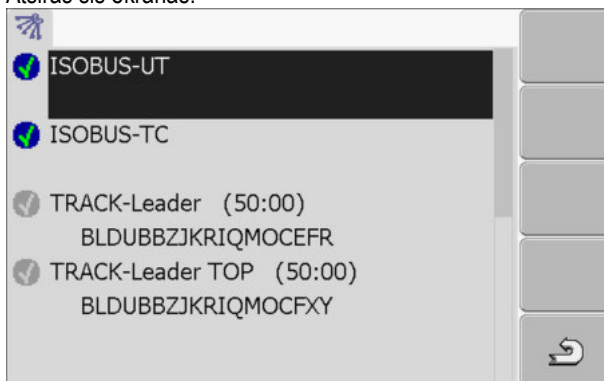 Atsiras šis ekranas:
ISOBUS-UT
ISOBUS-TC
TRACK-Leader (50:00)
BLDUBBZJKRIQMOCEFR
TRACK-Leader TOP (50:00)
BLDUBBZJKRIQMOCFXY